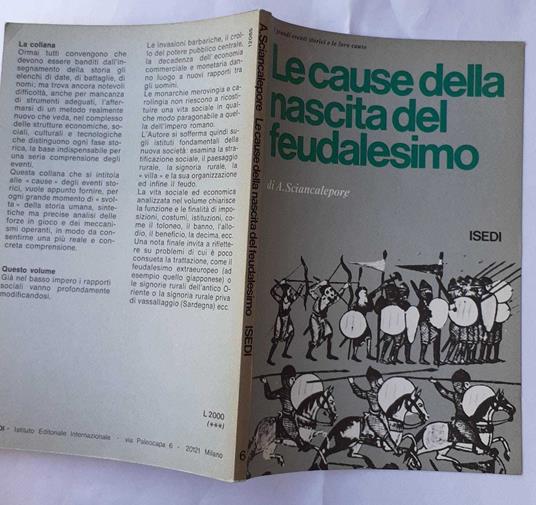 La collana
Ormai tutti convengono che
devono essere banditi dall'in-
segnamento della storia gli
elenchi di date, di battaglie, di
nomi; ma trova ancora notevoli
difficoltà, anche per mancanza
di strumenti adeguati, l'affer-
marsi di un metodo realmente
nuovo che veda, nel complesso
delle strutture economiche, so-
ciali, culturali e tecnologiche
che distinguono ogni fase sto-
rica, la base indispensabile per
una seria comprensione degli
eventi.
Questa collana che si intitola
alle « cause » degli eventi sto-
rici, vuole appunto fornire, per
ogni grande momento di « svol-
ta » della storia umana, sinte-
tiche ma precise analisi delle
forze in gioco e dei meccani-
smi operanti, in modo da con-
sentirne una più reale e con-
creta comprensione.
Questo volume
Già nel basso impero i rapporti
sociali vanno profondamente
modificandosi.
Le invasioni barbariche, il crol-
lo del potere pubblico centrale,
la decadenza dell'economia
commerciale e monetaria dan-
no luogo a nuovi rapporti tra
gli uomini.
Le monarchie merovingia e ca-
rolingia non riescono a ricosti-
tuire una vita sociale in qual-
che modo paragonabile a quel-
la dell'impero romano.
L'Autore si sofferma quindi su-
gli istituti fondamentali della
nuova società: esamina la stra-
tificazione sociale, il paesaggio
rurale, la signoria rurale, la
« villa » e la sua organizzazione
ed infine il feudo.
La vita sociale ed economica
analizzata nel volume chiarisce
la funzione e le finalità di im-
posizioni, costumi, istituzioni, co-
me il toloneo, il banno, l'allo-
dio, il beneficio, la decima, ecc.
Una nota finale invita a riflette-
re su problemi di cui è poco
consueta la trattazione, come il
feudalesimo extraeuropeo (ad
esempio quello giapponese) o
le signorie rurali dell'antico O-
riente o la signoria rurale priva
di vassallaggio (Sardegna) ecc.
L 2000
(***)
DI - Istituto Editoriale Internazionale - via Paleocapa 6 - 20121 Milano
A. Sciancalepore Le cause della nascita del feudalesimo ISEDI
6
I grandi eventi storici e le loro cause
Le cause della
nascita del
feudalesimo
di A. Sciancalepore
ISEDI